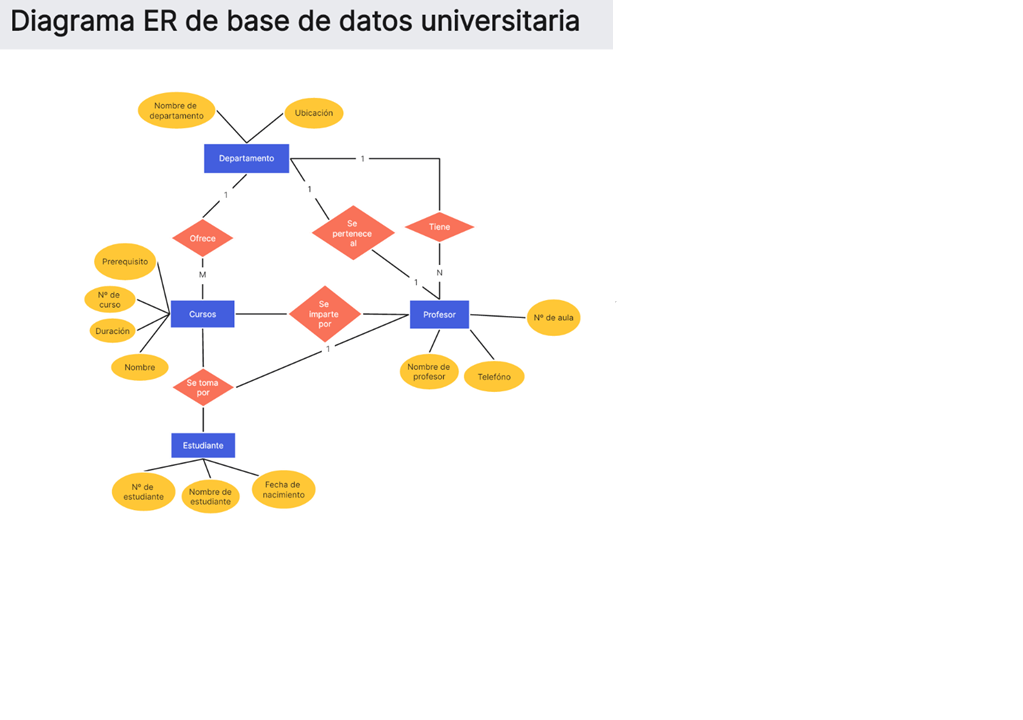 Diagrama ER de base de datos universitaria
Nombre de
departamento
Ubicación
Departamento
1
1
1
Ofrece
Se
pertenece
al
Tiene
Prerequisito
M
N
1
Nº de
curso
Cursos
Se
imparte
por
Profesor
Nº de aula
Duración
1
Nombre
Nombre de
profesor
Telefóno
Se toma
por
Estudiante
Nº de
estudiante
Nombre de
estudiante
Fecha de
nacimiento